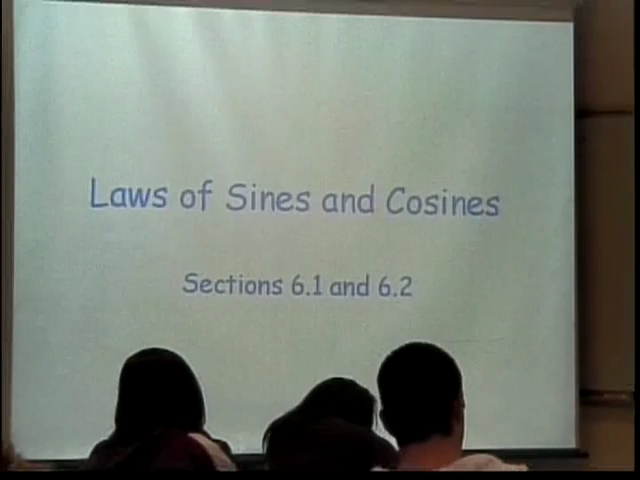 Laws of Sines and Cosines
Sections 6.1 and 6.2